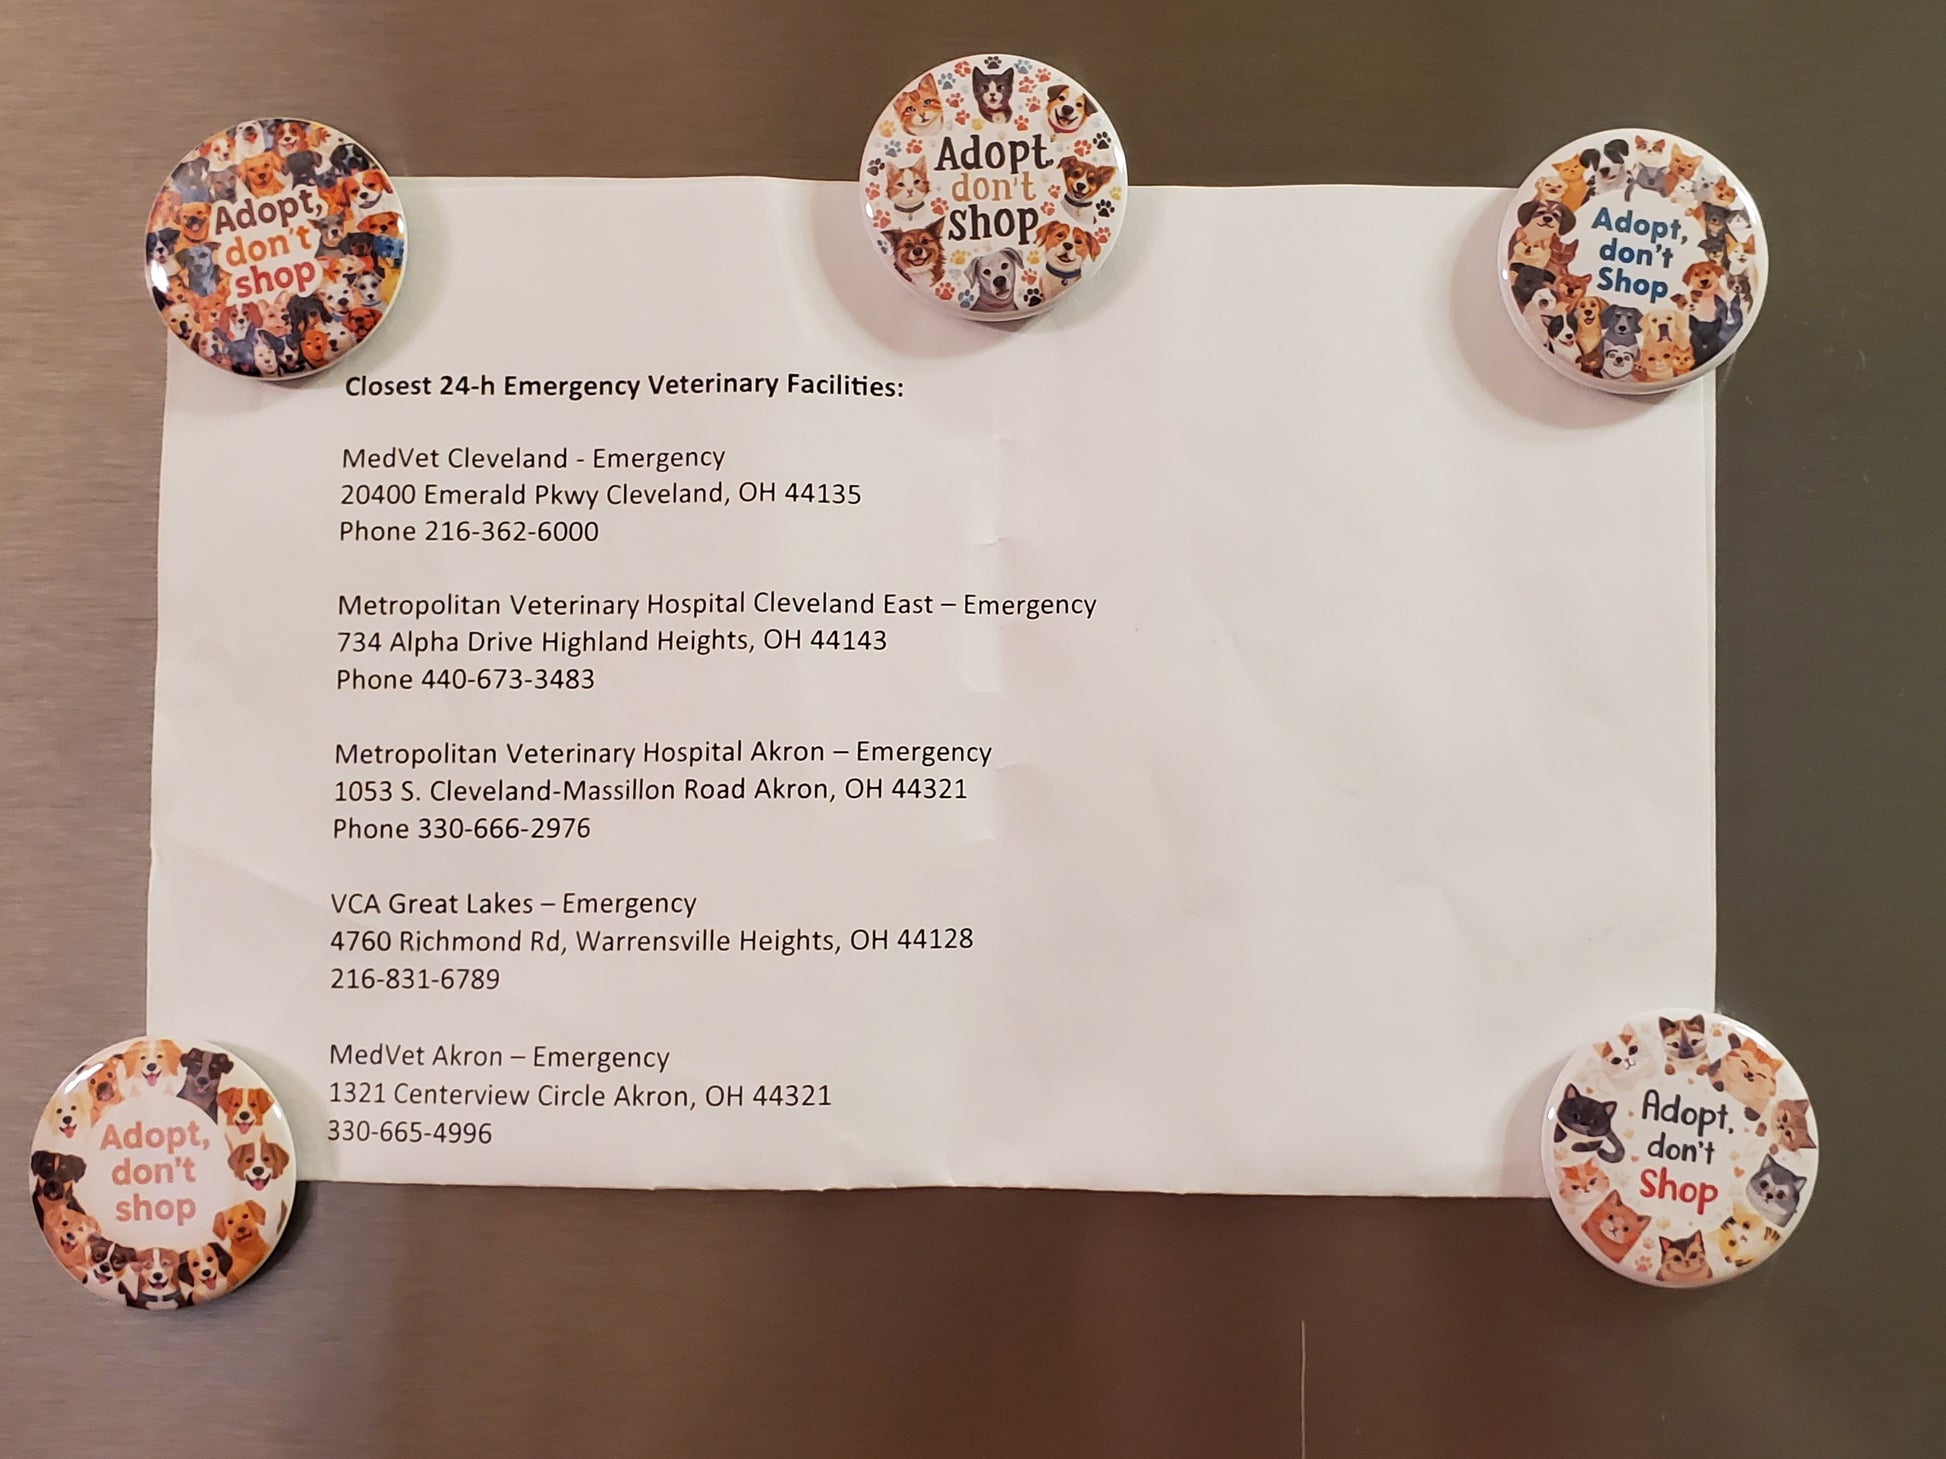 Adopt,
don't
shop
Adopt
don't
shop
Adopt,
don't
Shop
Closest 24-h Emergency Veterinary Facilities:
MedVet Cleveland - Emergency
20400 Emerald Pkwy Cleveland, OH 44135
Phone 216-362-6000
Metropolitan Veterinary Hospital Cleveland East – Emergency
734 Alpha Drive Highland Heights, OH 44143
Phone 440-673-3483
Metropolitan Veterinary Hospital Akron – Emergency
1053 S. Cleveland-Massillon Road Akron, OH 44321
Phone 330-666-2976
VCA Great Lakes – Emergency
4760 Richmond Rd, Warrensville Heights, OH 44128
216-831-6789
MedVet Akron – Emergency
1321 Centerview Circle Akron, OH 44321
330-665-4996
Adopt,
don't
shop
Adopt,
don't
Shop